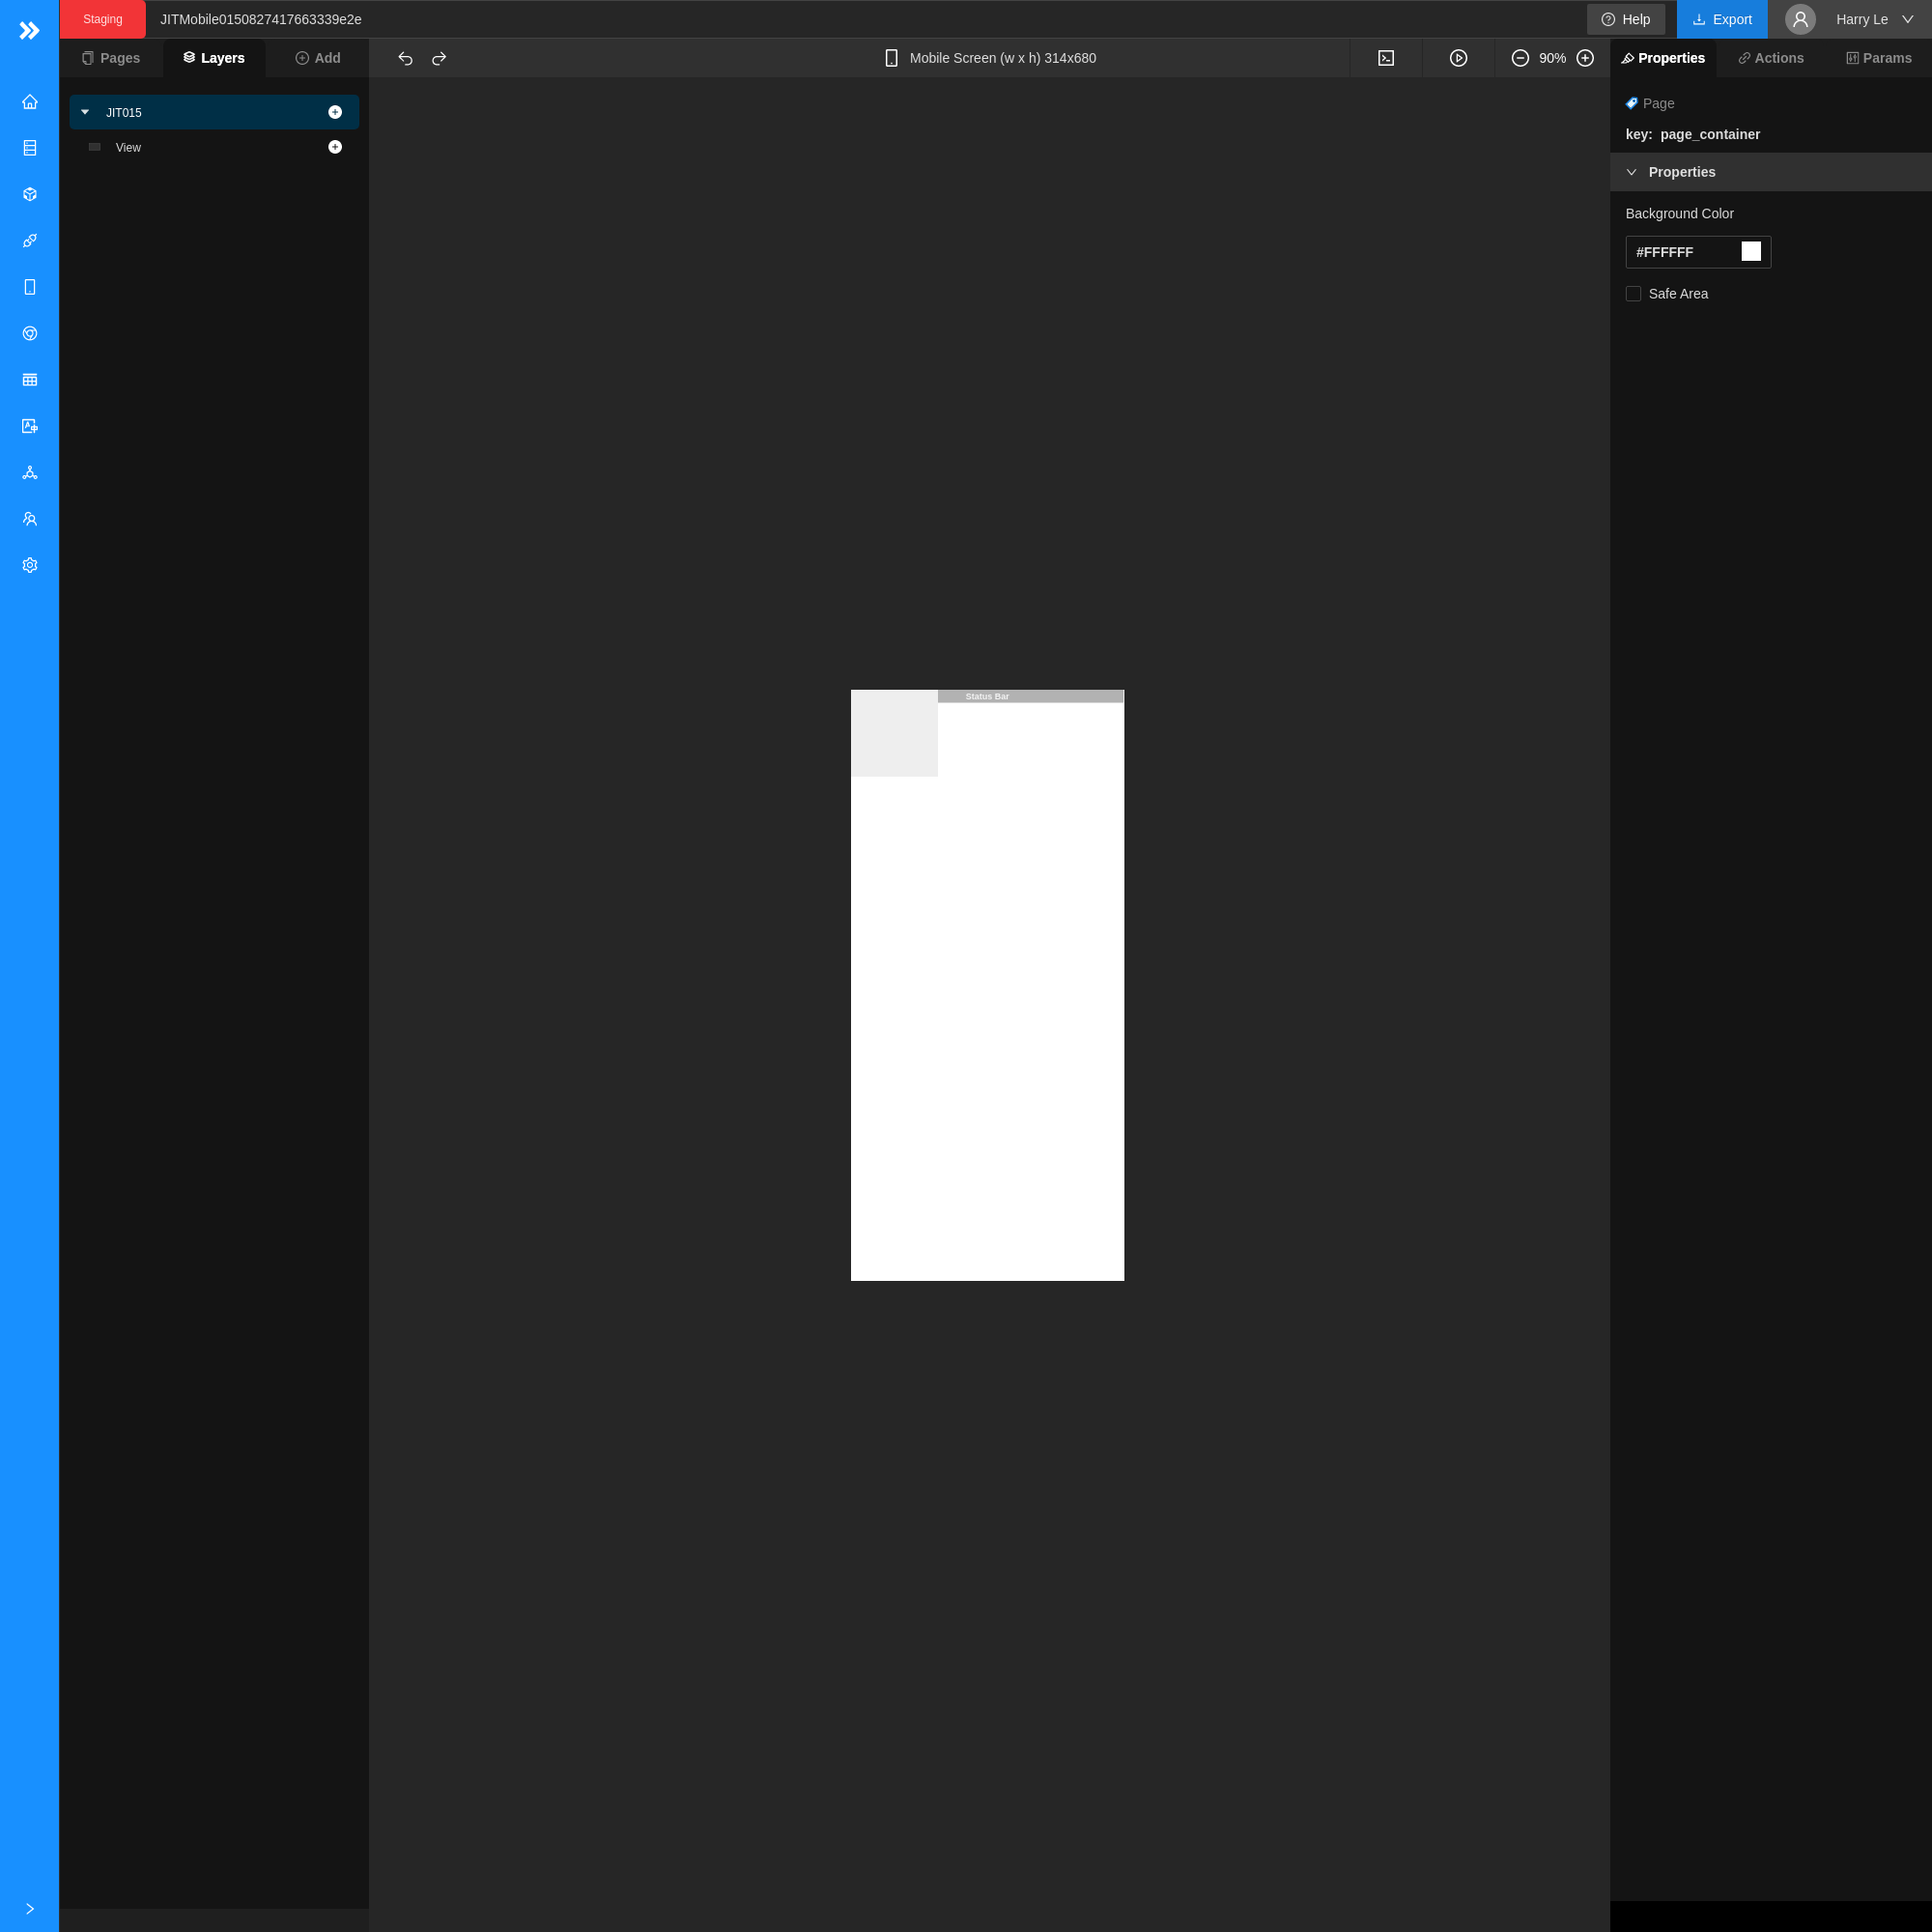 Staging
JITMobile0150827417663339e2e
Help
Export
Harry Le
Pages
Layers
Add
Mobile Screen (w x h) 314x680
90%
Properties
Actions
Params
JIT015
View
Page
key: page_container
Properties
Background Color
#FFFFFF
Safe Area
Status Bar